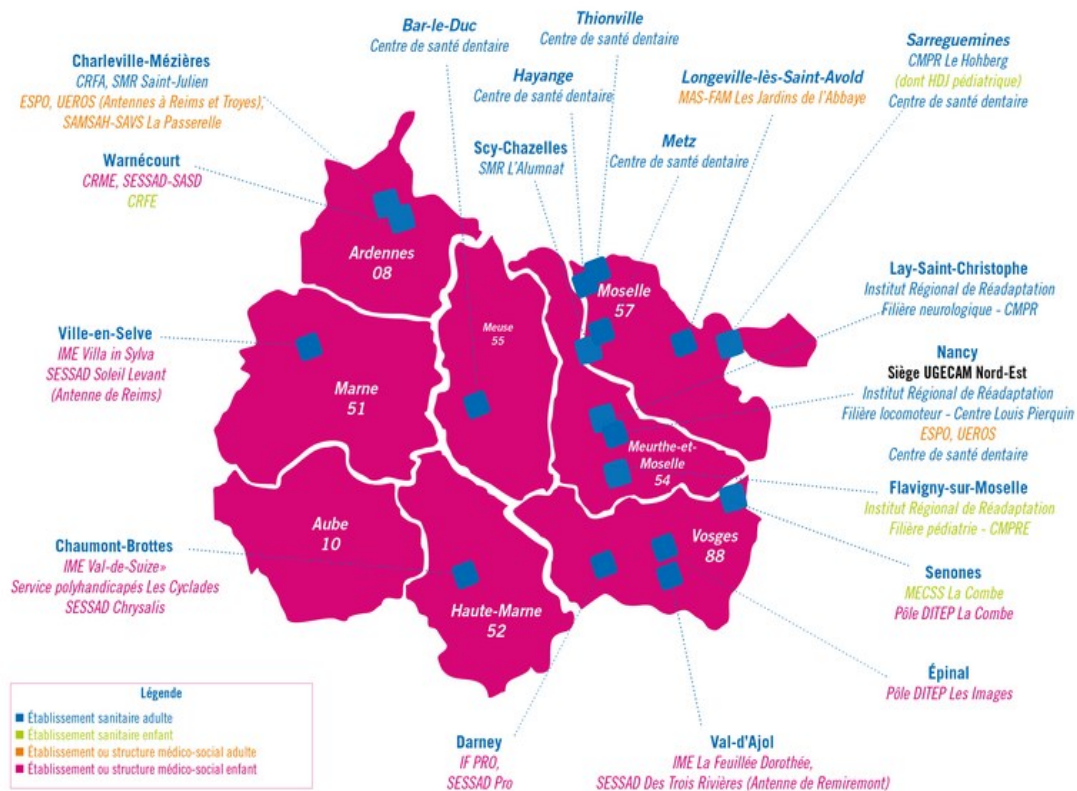 Bar-le-Duc
Centre de santé dentaire
Thionville
Centre de santé dentaire
Hayange
Centre de santé dentaire
Scy-Chazelles
SMR L'Alumnat
Metz
Centre de santé dentaire
Longeville-lès-Saint-Avold
MAS-FAM Les Jardins de l'Abbaye
Sarreguemines
CMPR Le Hohberg
(dont HDJ pédiatrique)
Centre de santé dentaire
Charleville-Mézières
CRFA, SMR Saint-Julien
ESPO, UEROS (Antennes à Reims et Troyes),
SAMSAH-SAVS La Passerelle
Warnécourt
CRME, SESSAD-SASD
CRFE
Ville-en-Selve
IME Villa in Sylva
SESSAD Soleil Levant
(Antenne de Reims)
Chaumont-Brottes
IME Val-de-Suize»
Service polyhandicapés Les Cyclades
SESSAD Chrysalis
Ardennes
08
Marne
51
Aube
10
Haute-Marne
52
Meuse
55
Moselle
57
Meurthe-et-
Moselle
54
Vosges
88
Lay-Saint-Christophe
Institut Régional de Réadaptation
Filière neurologique - CMPR
Nancy
Siège UGECAM Nord-Est
Institut Régional de Réadaptation
Filière locomoteur - Centre Louis Pierquin
ESPO, UEROS
Centre de santé dentaire
Flavigny-sur-Moselle
Institut Régional de Réadaptation
Filière pédiatrie - CMPRE
Senones
MECSS La Combe
Pôle DITEP La Combe
Épinal
Pôle DITEP Les Images
Val-d'Ajol
IME La Feuillée Dorothée,
SESSAD Des Trois Rivières (Antenne de Remiremont)
Darney
IF PRO,
SESSAD Pro
Légende
Établissement sanitaire adulte
Établissement sanitaire enfant
Établissement ou structure médico-social adulte
Établissement ou structure médico-social enfant